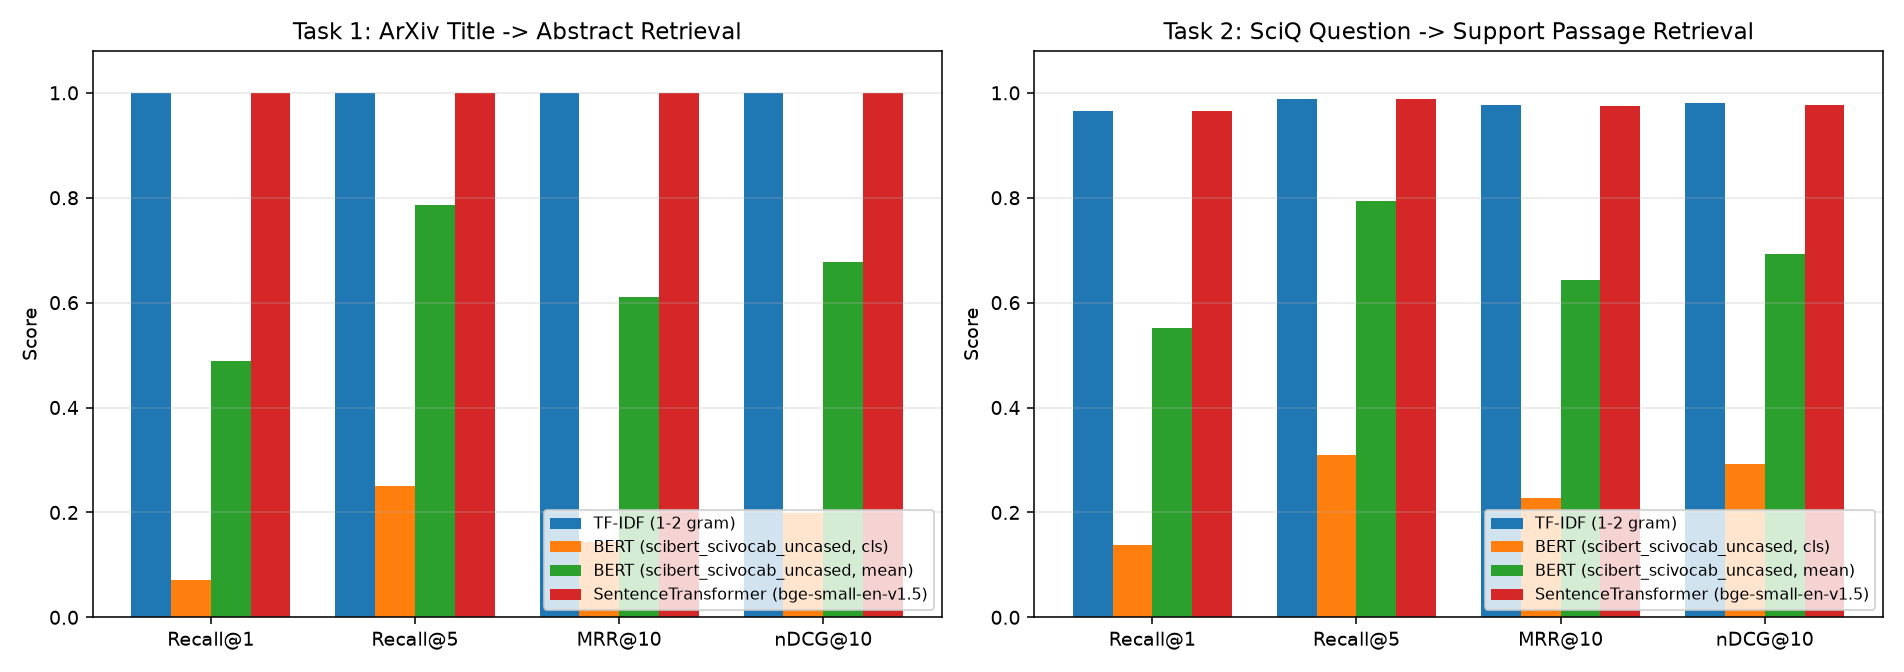 Task 1: ArXiv Title -> Abstract Retrieval
Score
1.0
0.8
0.6
0.4
0.2
0.0
TF-IDF (1-2 gram)
BERT (scibert_scivocab_uncased, cls)
BERT (scibert_scivocab_uncased, mean)
SentenceTransformer (bge-small-en-v1.5)
Recall@1 Recall@5 MRR@10 nDCG@10
Task 2: SciQ Question -> Support Passage Retrieval
Score
1.0
0.8
0.6
0.4
0.2
0.0
TF-IDF (1-2 gram)
BERT (scibert_scivocab_uncased, cls)
BERT (scibert_scivocab_uncased, mean)
SentenceTransformer (bge-small-en-v1.5)
Recall@1 Recall@5 MRR@10 nDCG@10